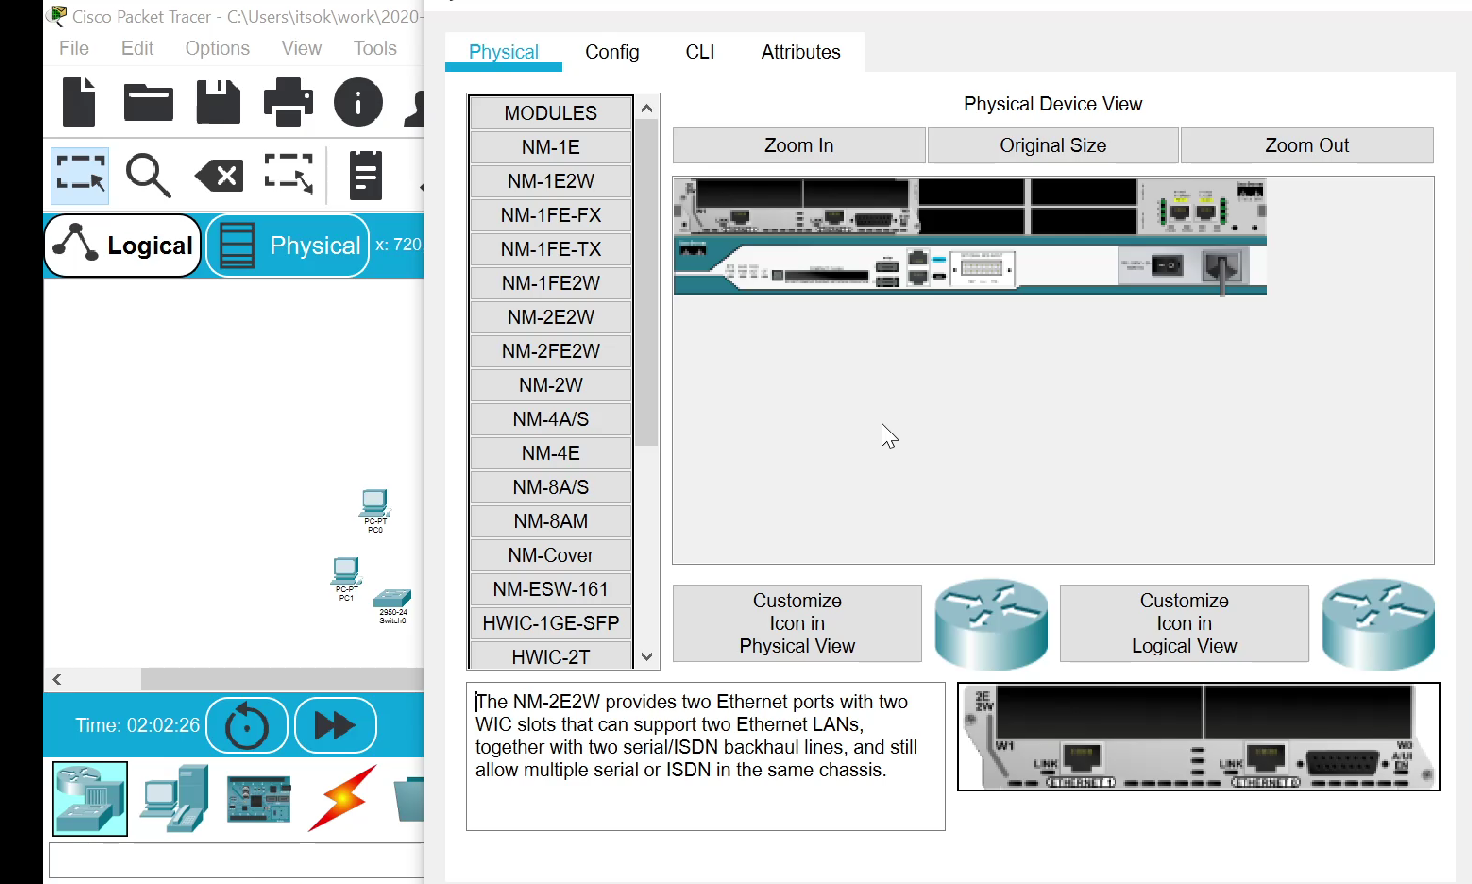 Cisco Packet Tracer - C:\Users\itsok\work\2020-
File Edit Options View Tools
Logical
Physical
x: 720
PC-PT
PC0
PC-PT
PC1
2950-24
Switch0
Time: 02:02:26
Physical Config CLI Attributes
MODULES
NM-1E
NM-1E2W
NM-1FE-FX
NM-1FE-TX
NM-1FE2W
NM-2E2W
NM-2FE2W
NM-2W
NM-4A/S
NM-4E
NM-8A/S
NM-8AM
NM-Cover
NM-ESW-161
HWIC-1GE-SFP
HWIC-2T
Physical Device View
Zoom In
Original Size
Zoom Out
Customize
Icon in
Physical View
Customize
Icon in
Logical View
The NM-2E2W provides two Ethernet ports with two
WIC slots that can support two Ethernet LANs,
together with two serial/ISDN backhaul lines, and still
allow multiple serial or ISDN in the same chassis.
2E
2W
W1
W0
LINK
ETHERNET 1
LINK
ETHERNET 0
AUI
EN